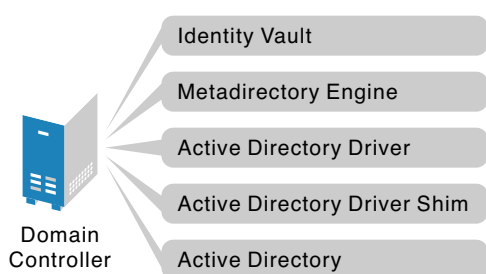 Identity Vault
Metadirectory Engine
Active Directory Driver
Active Directory Driver Shim
Active Directory
Domain
Controller